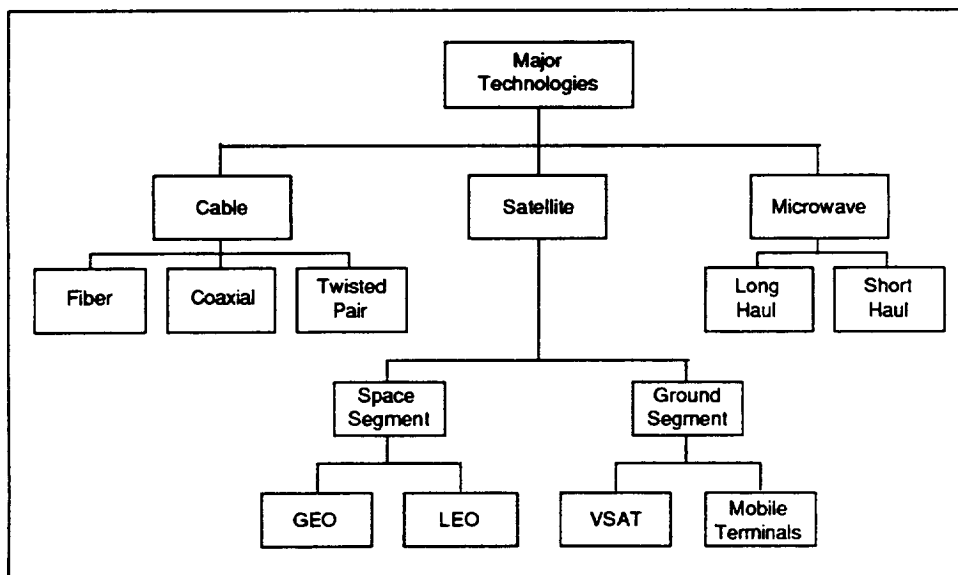 Major
Technologies
Cable
Satellite
Microwave
Fiber
Coaxial
Twisted
Pair
Long
Haul
Short
Haul
Space
Segment
Ground
Segment
GEO
LEO
VSAT
Mobile
Terminals